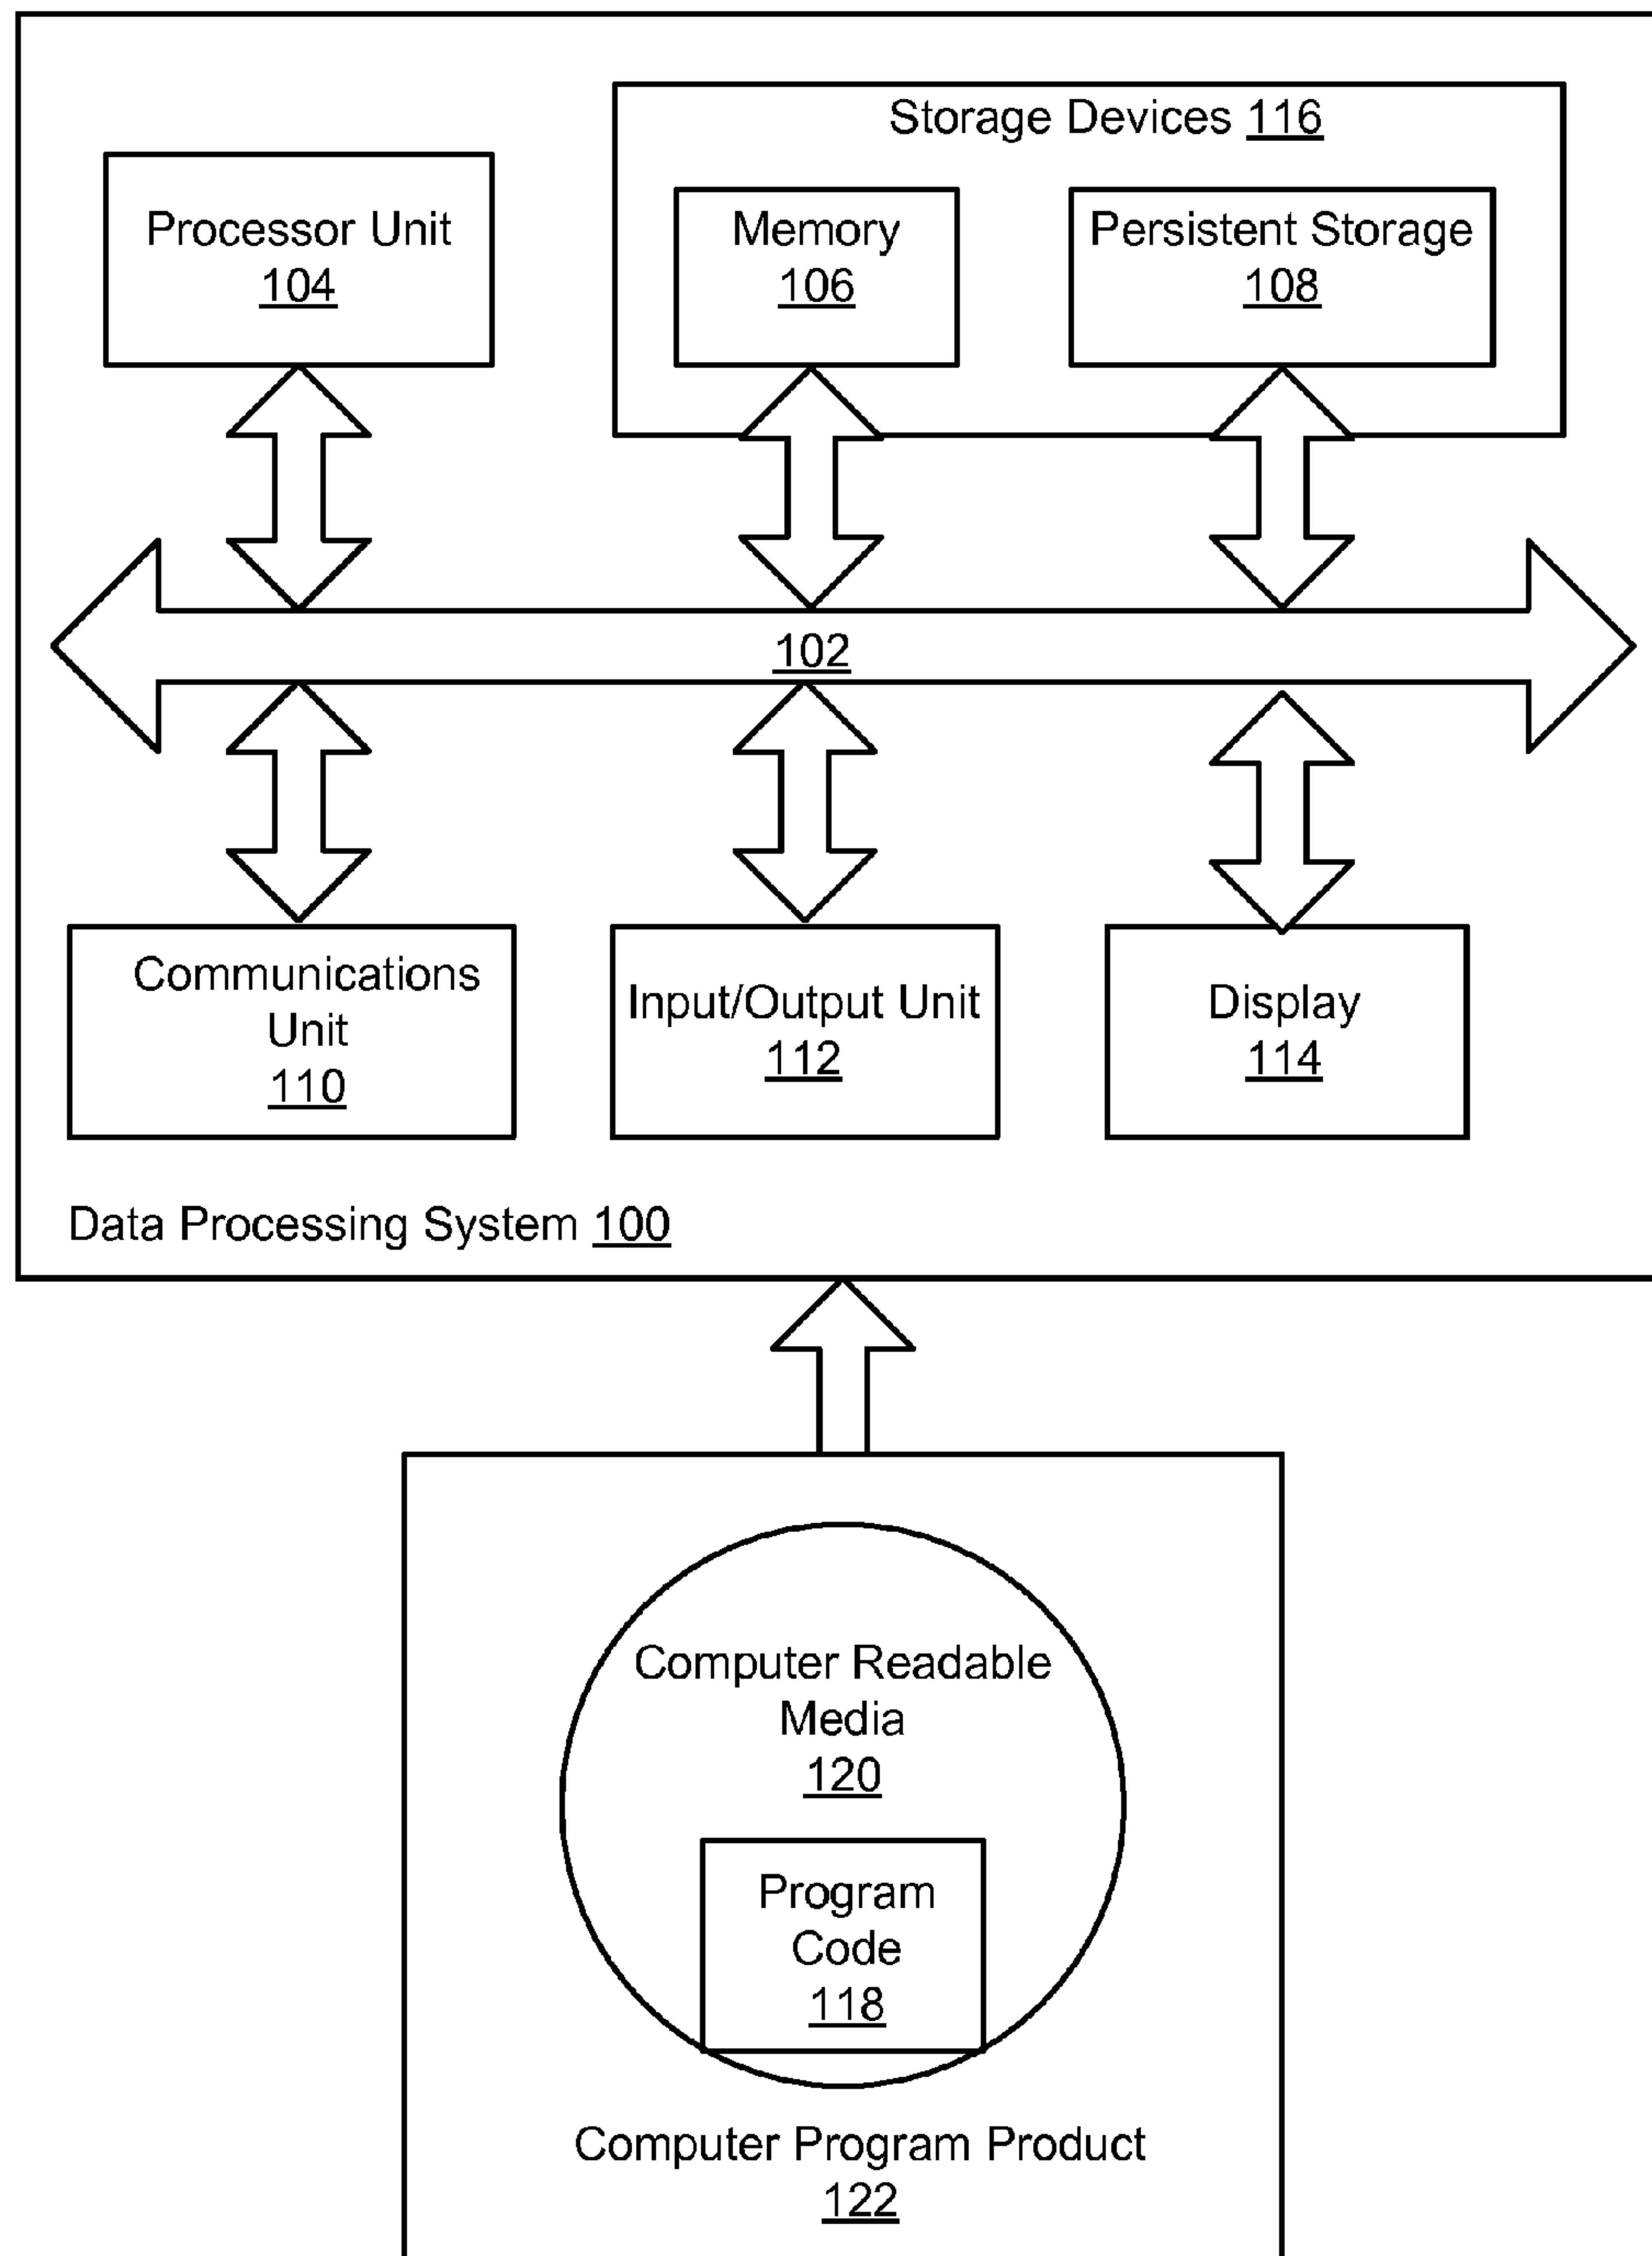 Storage Devices 116
Processor Unit
104
Memory
106
Persistent Storage
108
102
Communications
Unit
110
Input/Output Unit
112
Display
114
Data Processing System 100
Computer Readable
Media
120
Program
Code
118
Computer Program Product
122